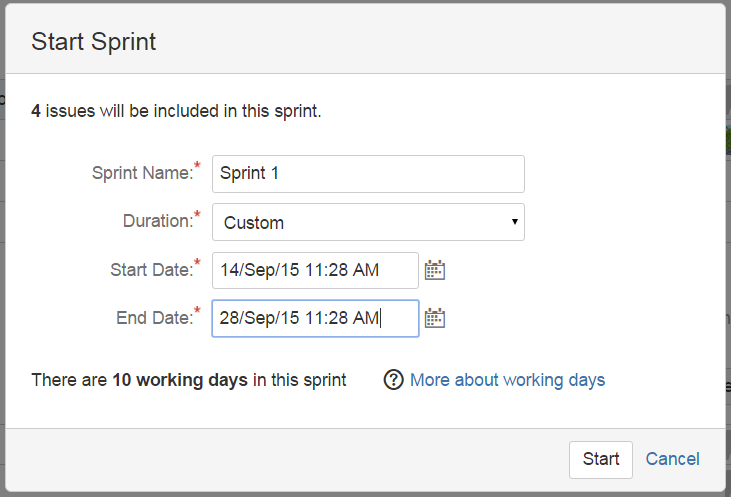 Start Sprint
4 issues will be included in this sprint.
Sprint Name:* Sprint 1
Duration:* Custom
Start Date:* 14/Sep/15 11:28 AM
End Date:* 28/Sep/15 11:28 AM
There are 10 working days in this sprint ? More about working days
Start Cancel